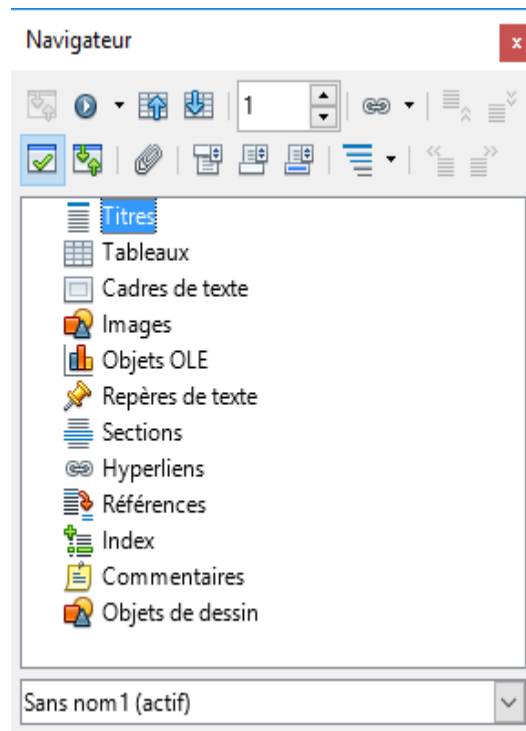 Navigateur
x
1
Titres
Tableaux
Cadres de texte
Images
Objets OLE
Repères de texte
Sections
Hyperliens
Références
Index
Commentaires
Objets de dessin
Sans nom1 (actif)